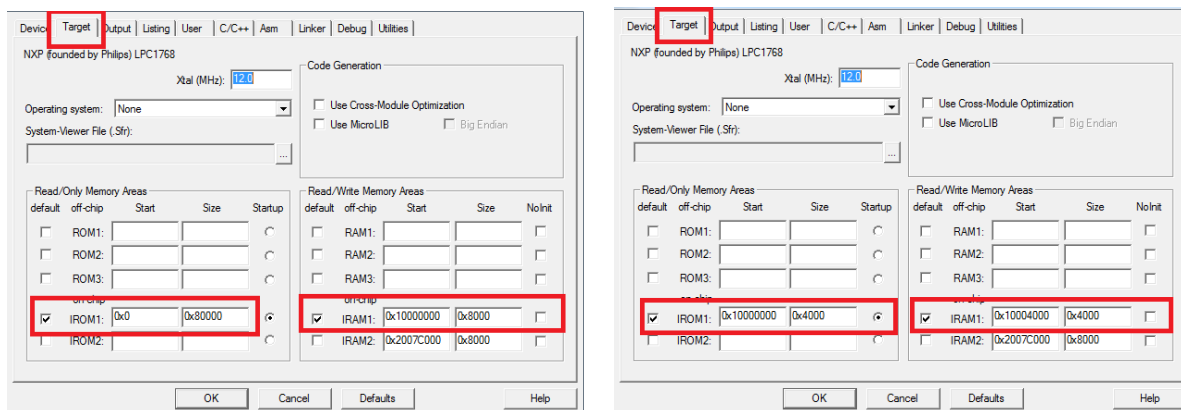 Device Target Output Listing User C/C++ Asm Linker Debug Utilities
NXP (founded by Philips) LPC1768
Xtal (MHz): 12.0
Operating system: None
System-Viewer File (.Sfr):
...
Code Generation
Use Cross-Module Optimization
Use MicroLIB Big Endian
Read/Only Memory Areas
default off-chip Start Size Startup
ROM1:
ROM2:
ROM3:
on-chip
IROM1: 0x0 0x80000
IROM2:
Read/Write Memory Areas
default off-chip Start Size NoInit
RAM1:
RAM2:
RAM3:
on-chip
IRAM1: 0x10000000 0x8000
IRAM2: 0x2007C000 0x8000
OK Cancel Defaults Help
Device Target Output Listing User C/C++ Asm Linker Debug Utilities
NXP (founded by Philips) LPC1768
Xtal (MHz): 12.0
Operating system: None
System-Viewer File (.Sfr):
...
Code Generation
Use Cross-Module Optimization
Use MicroLIB Big Endian
Read/Only Memory Areas
default off-chip Start Size Startup
ROM1:
ROM2:
ROM3:
on-chip
IROM1: 0x10000000 0x4000
IROM2:
Read/Write Memory Areas
default off-chip Start Size NoInit
RAM1:
RAM2:
RAM3:
on-chip
IRAM1: 0x10004000 0x4000
IRAM2: 0x2007C000 0x8000
OK Cancel Defaults Help